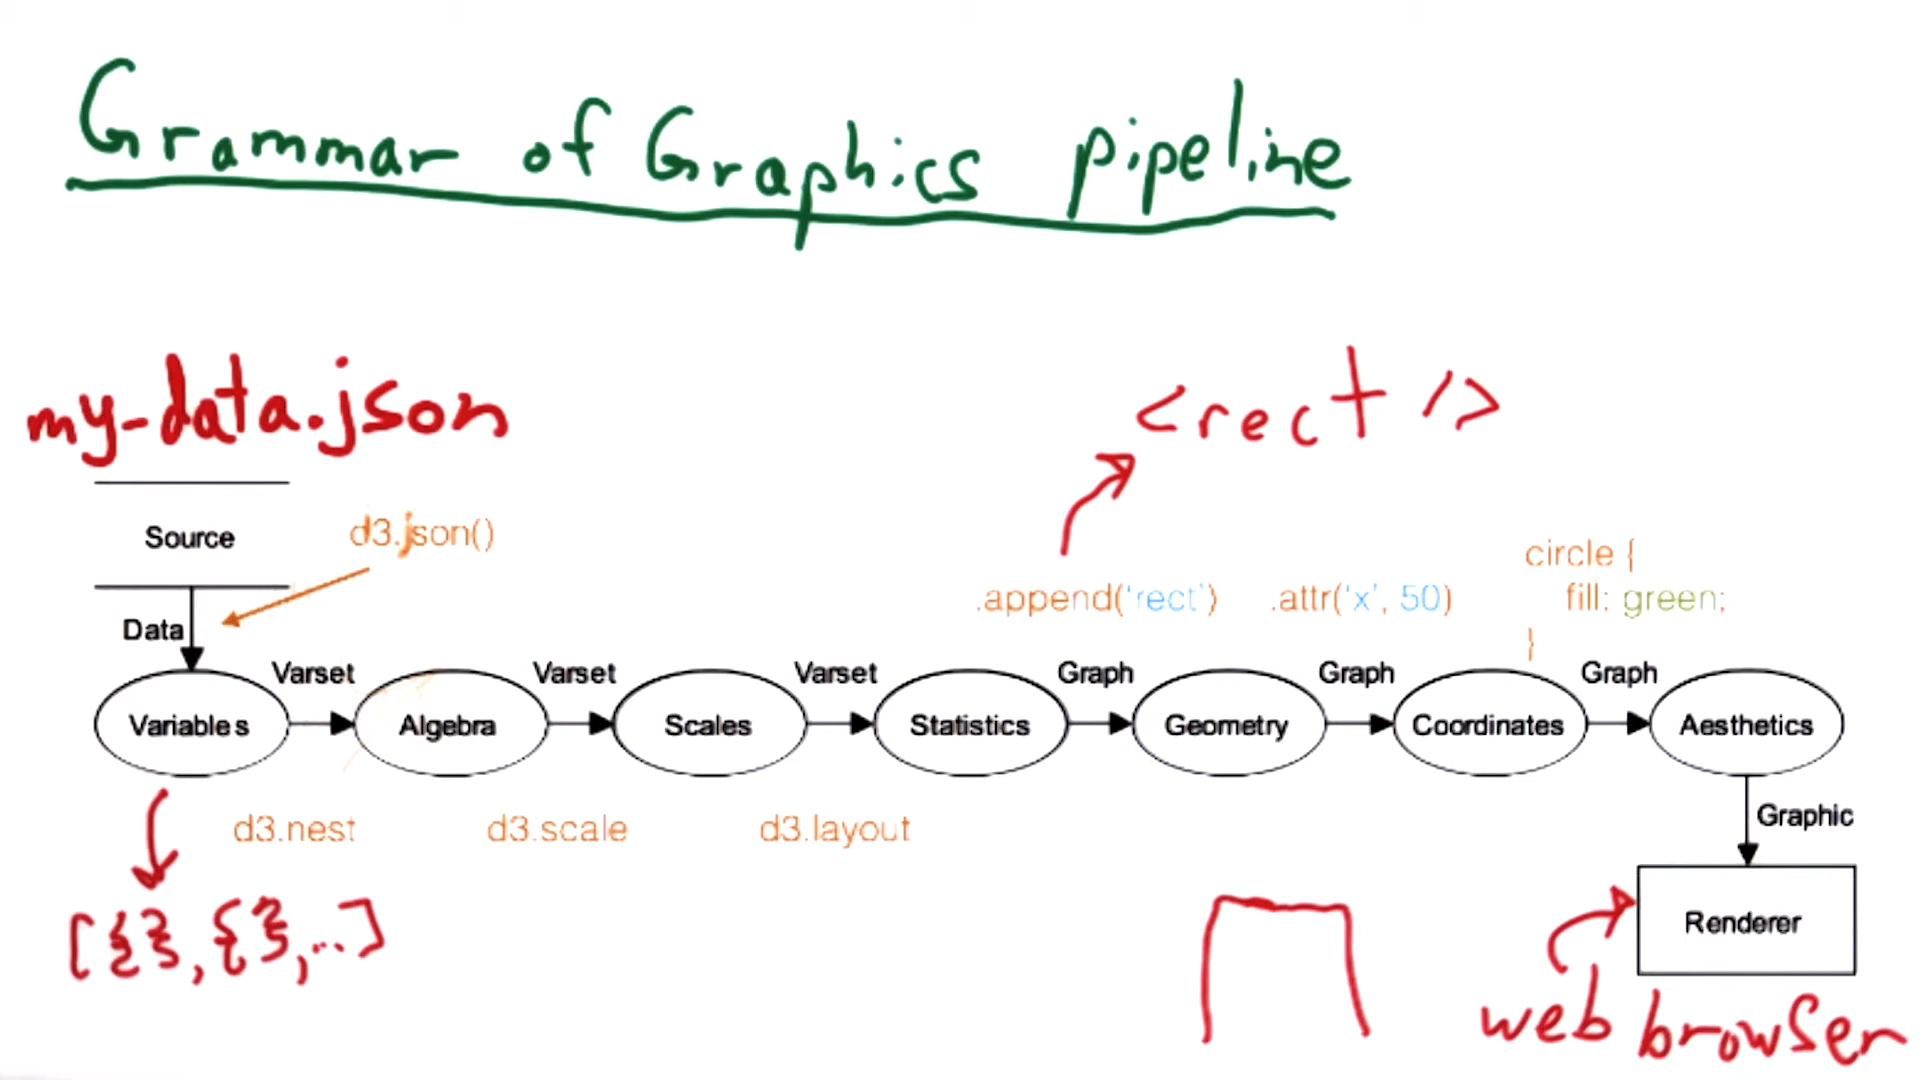 Grammar of Graphics pipeline
my-data.json
<rect />
Source
d3.json()
circle {
fill: green;
}
.append('rect')
.attr('x', 50)
Data
Varset
Varset
Varset
Graph
Graph
Graph
Variables
Algebra
Scales
Statistics
Geometry
Coordinates
Aesthetics
d3.nest
d3.scale
d3.layout
Graphic
[{},{},...]
Renderer
web browser